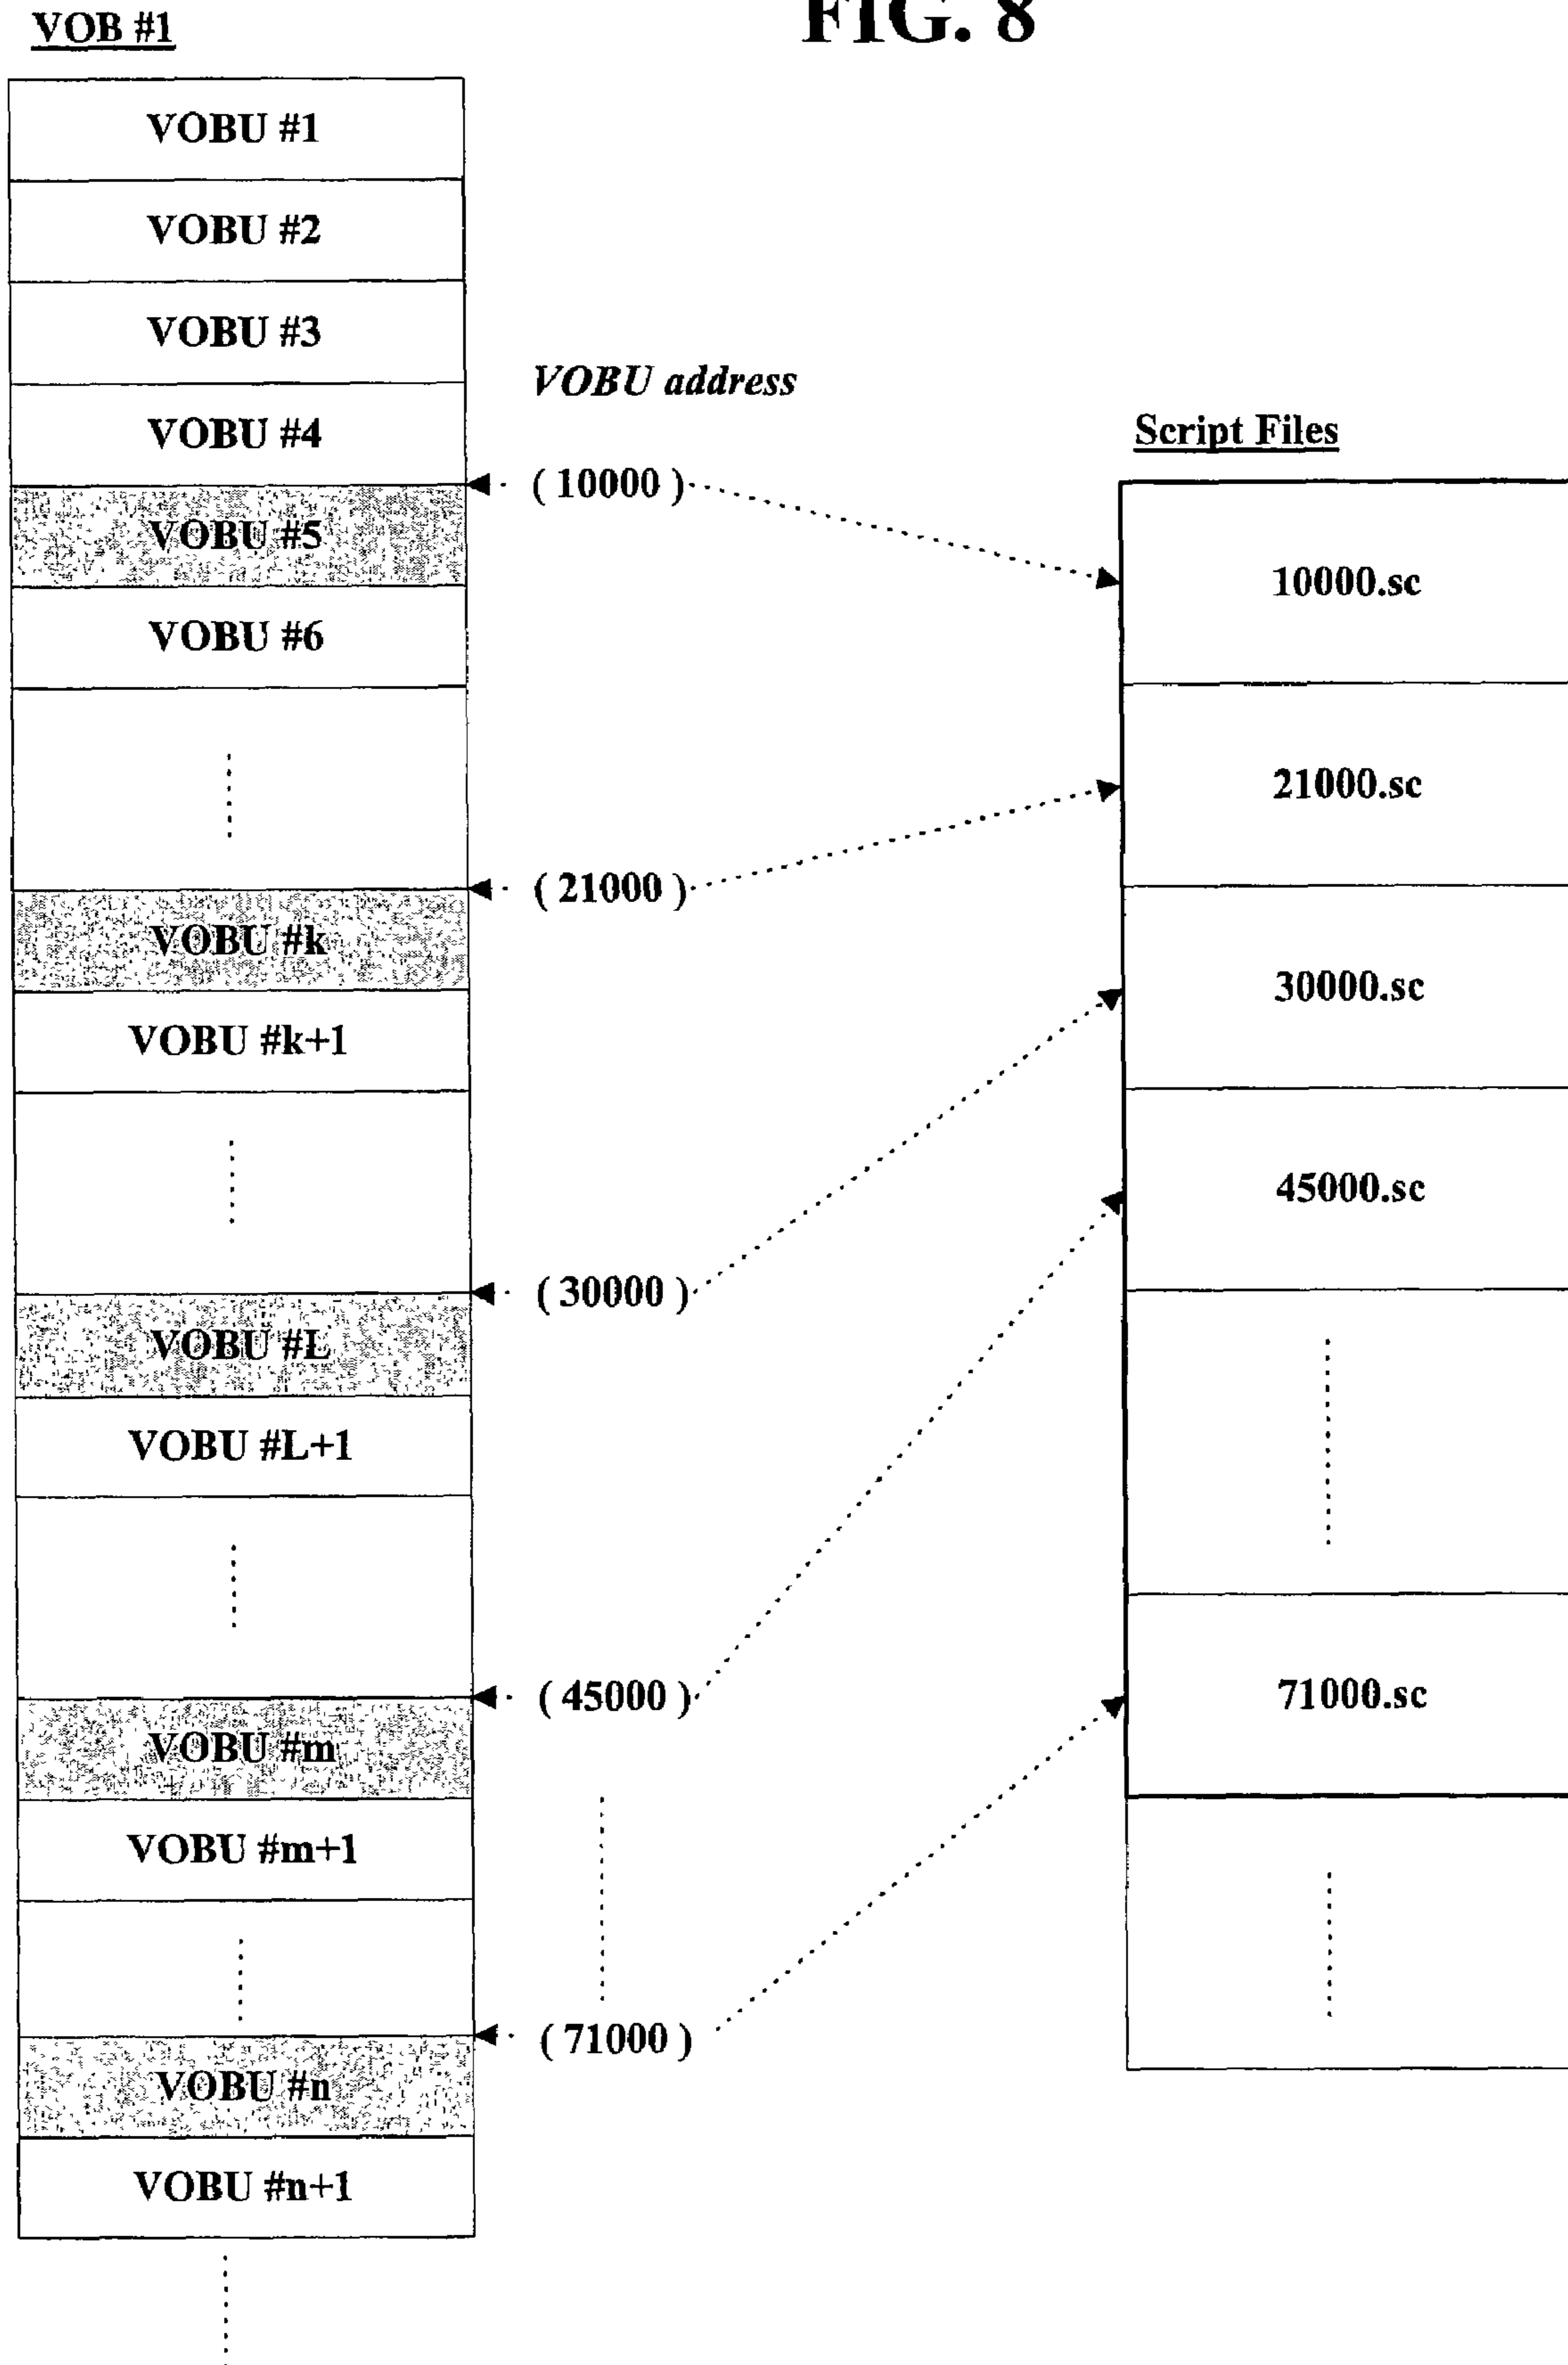 FIG. 8
VOB #1
VOBU #1
VOBU #2
VOBU #3
VOBU #4
VOBU #5
VOBU #6
VOBU #k
VOBU #k+1
VOBU #L
VOBU #L+1
VOBU #m
VOBU #m+1
VOBU #n
VOBU #n+1
VOBU address
( 10000 )
( 21000 )
( 30000 )
( 45000 )
( 71000 )
Script Files
10000.sc
21000.sc
30000.sc
45000.sc
71000.sc